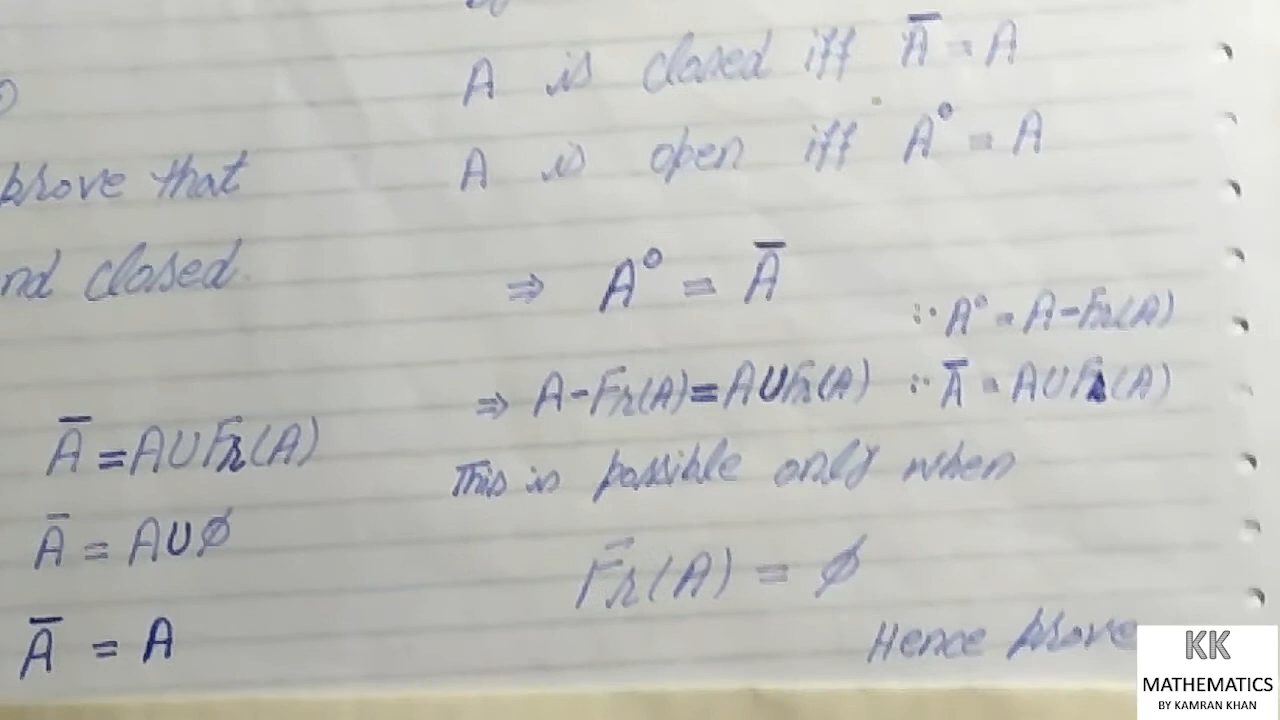 prove that
nd closed
Ā = A∪Fr(A)
Ā = A∪ϕ
Ā = A
A is closed iff Ā = A
A is open iff A° = A
⇒ A° = Ā
∵ A° = A-Fr(A)
⇒ A-Fr(A) = A∪Fr(A) ∵ Ā = A∪Fr(A)
This is possible only when
Fr(A) = ϕ
Hence prove
KK
MATHEMATICS
BY KAMRAN KHAN